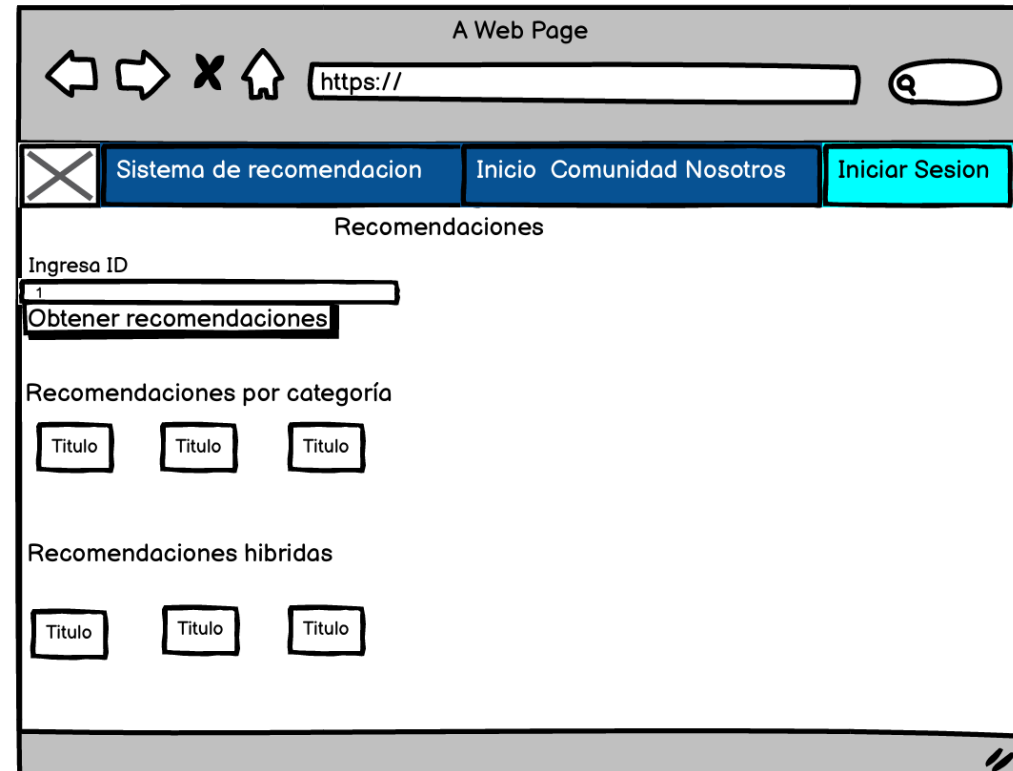 A Web Page
https://
Sistema de recomendacion Inicio Comunidad Nosotros Iniciar Sesion
Recomendaciones
Ingresa ID
1
Obtener recomendaciones
Recomendaciones por categoría
Titulo Titulo Titulo
Recomendaciones hibridas
Titulo Titulo Titulo